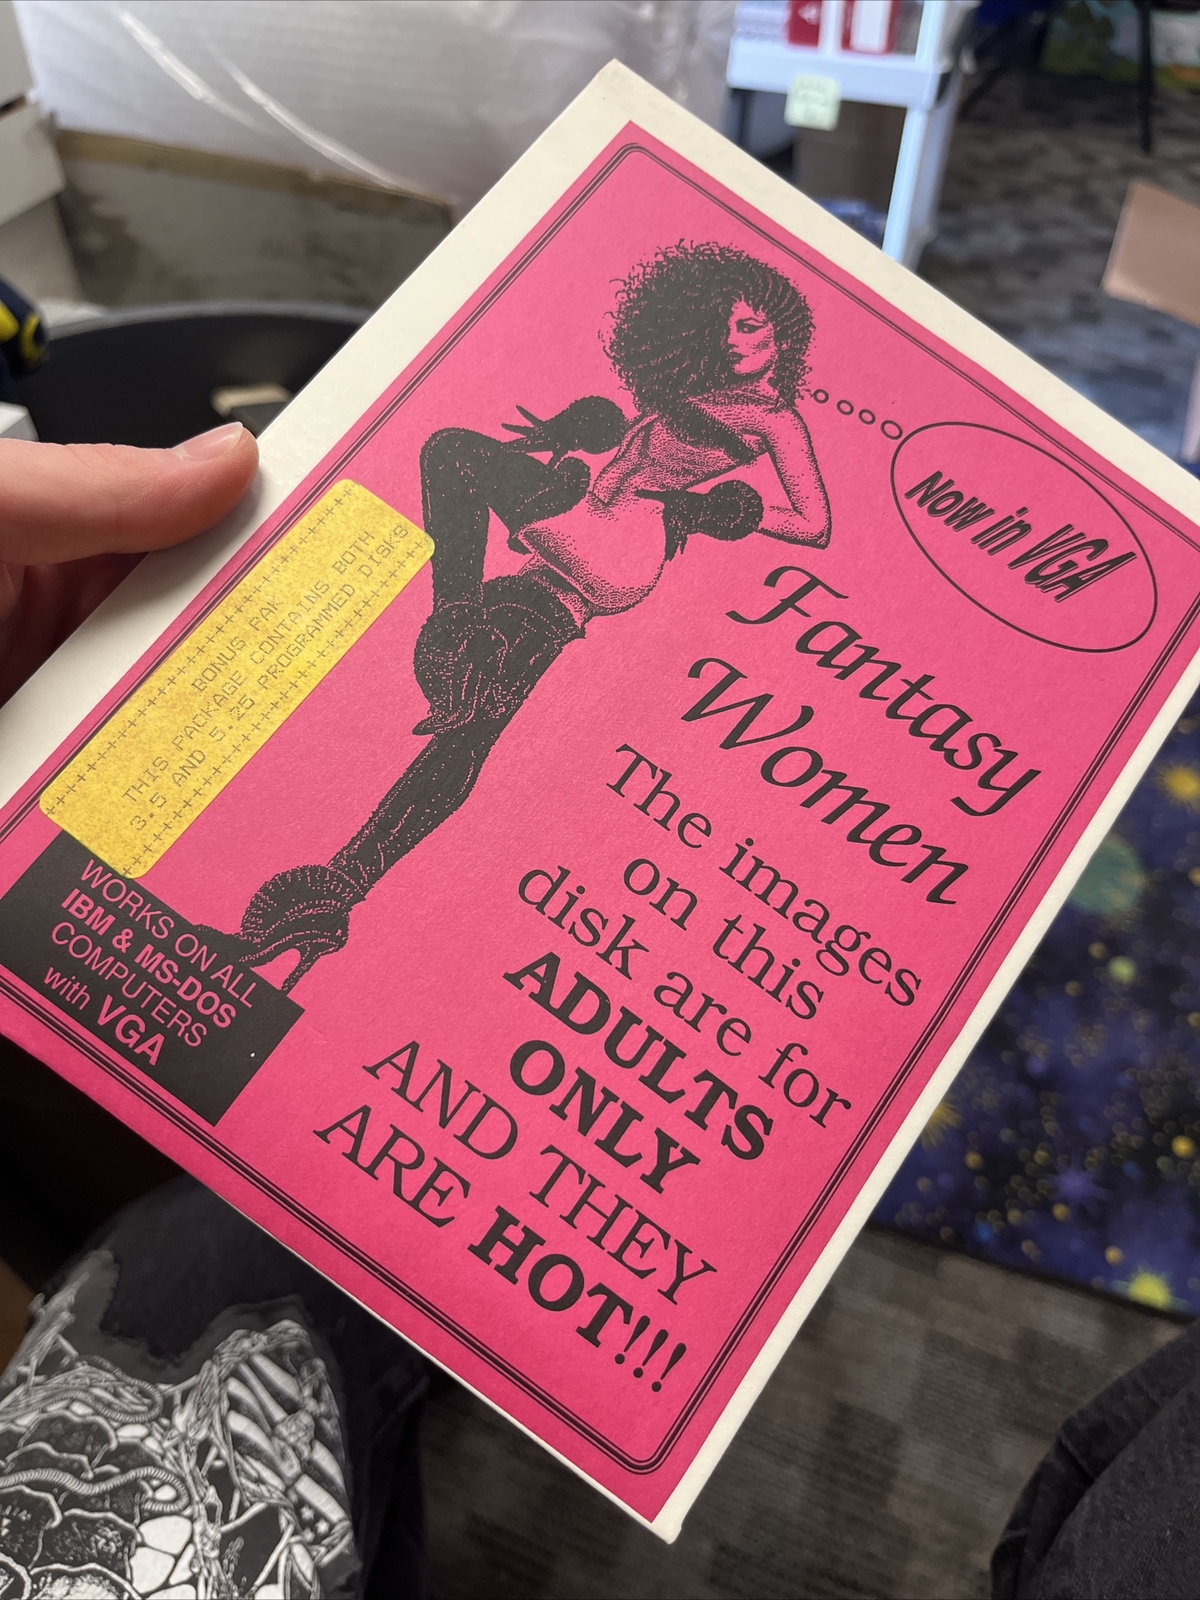 Now in VGA
Fantasy
Women
The images
on this
disk are for
ADULTS
ONLY
AND THEY
ARE HOT!!!
BONUS PAK
THIS PACKAGE CONTAINS BOTH
3.5 AND 5.25 PROGRAMMED DISKS
WORKS ON ALL
IBM & MS-DOS
COMPUTERS
with VGA